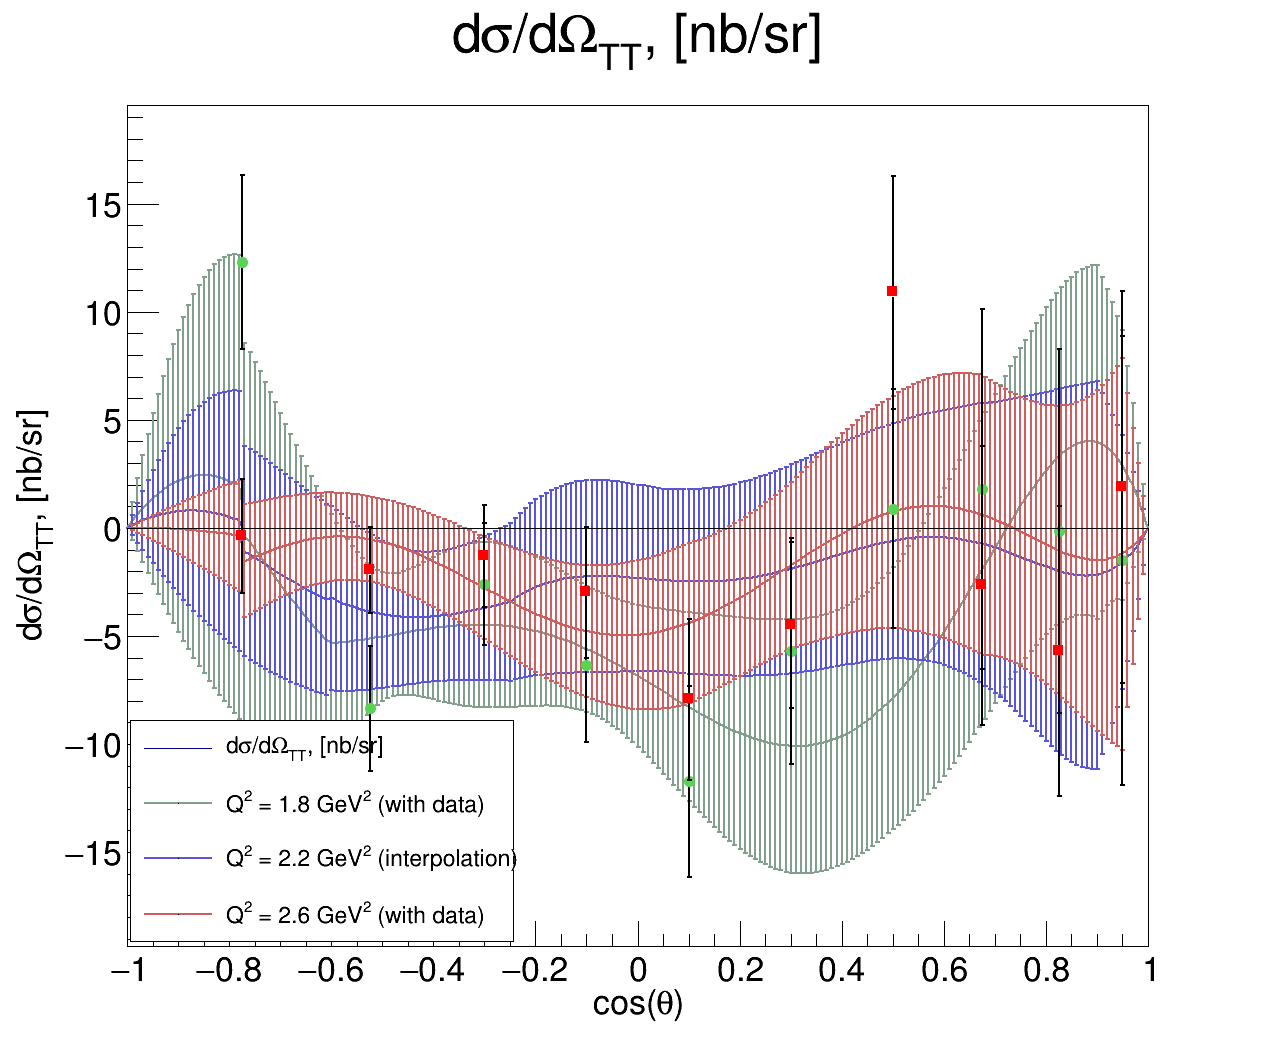 dσ/dΩTT, [nb/sr]
dσ/dΩTT, [nb/sr]
15
10
5
0
−5
−10
−15
dσ/dΩTT, [nb/sr]
Q² = 1.8 GeV² (with data)
Q² = 2.2 GeV² (interpolation)
Q² = 2.6 GeV² (with data)
−1 −0.8 −0.6 −0.4 −0.2 0 0.2 0.4 0.6 0.8 1
cos(θ)